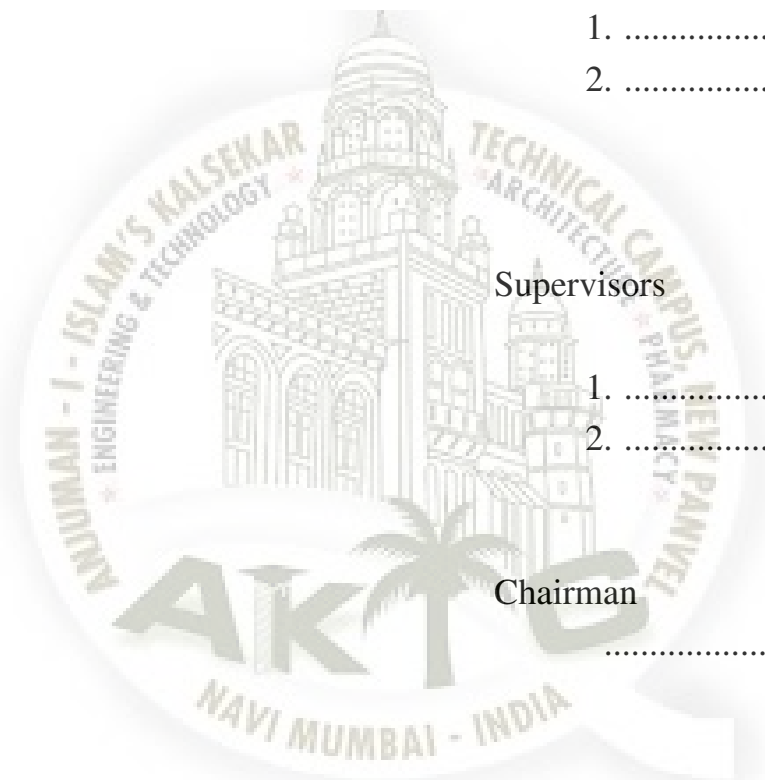 1. ..................
2. ..................
ANJUMAN - I - ISLAM'S KALSEKAR TECHNICAL CAMPUS, NEW PANVEL
* ENGINEERING & TECHNOLOGY * * ARCHITECTURE * PHARMACY *
Supervisors
1. ..................
2. ..................
AKTC
Chairman
..................
NAVI MUMBAI - INDIA